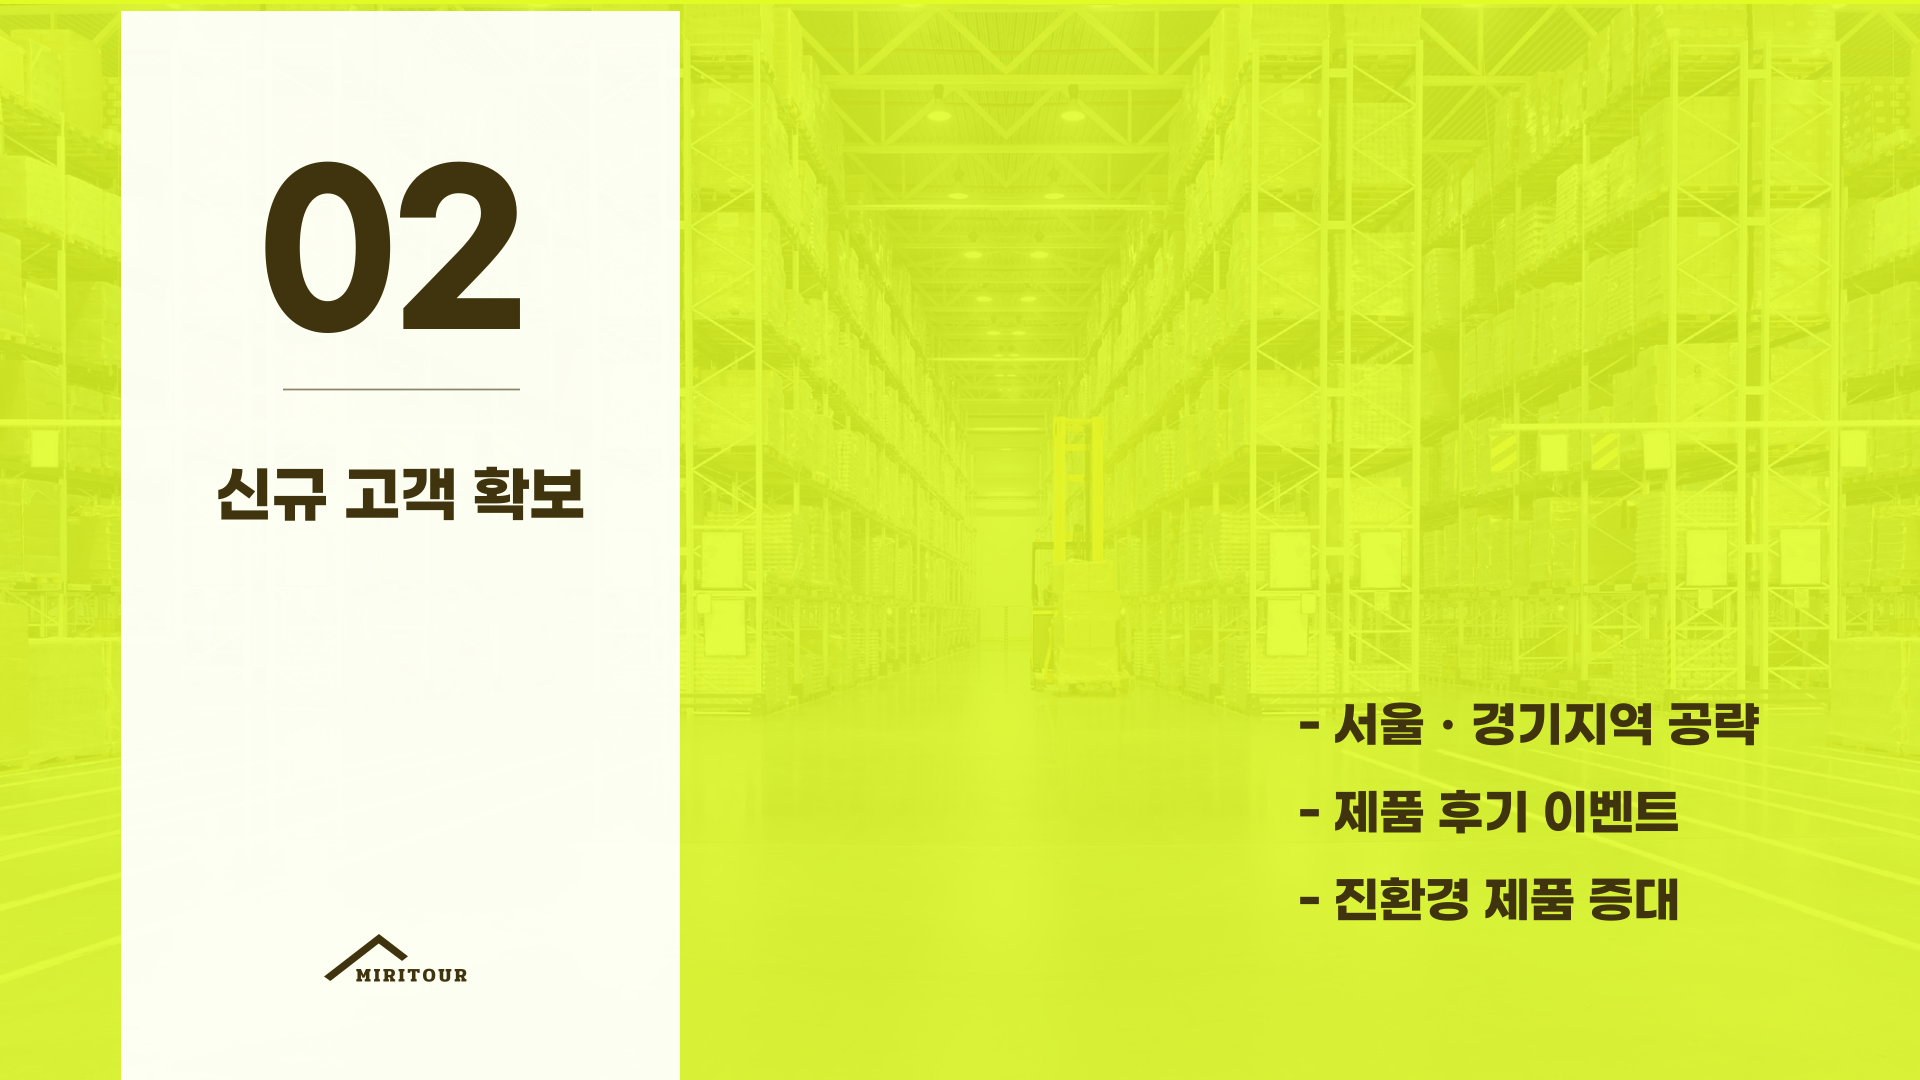 02
신규 고객 확보
MIRITOUR
- 서울 · 경기지역 공략
- 제품 후기 이벤트
- 진환경 제품 증대